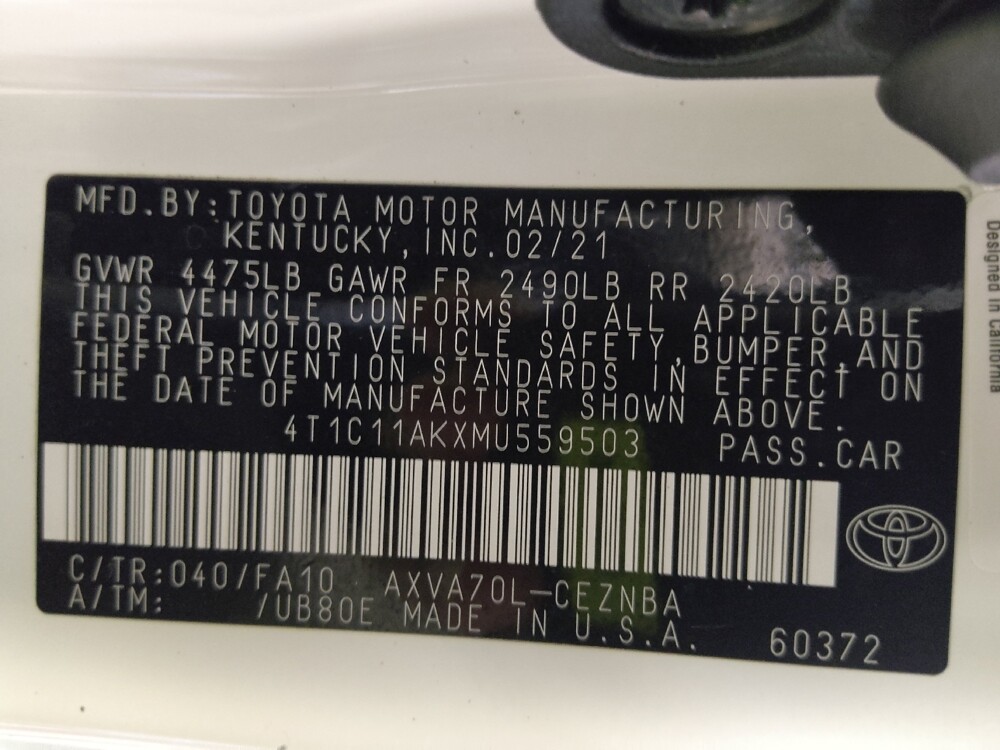 MFD.BY:TOYOTA MOTOR MANUFACTURING,
KENTUCKY, INC. 02/21
GVWR 4475LB GAWR FR 2490LB RR 2420LB
THIS VEHICLE CONFORMS TO ALL APPLICABLE
FEDERAL MOTOR VEHICLE SAFETY, BUMPER, AND
THEFT PREVENTION STANDARDS IN EFFECT ON
THE DATE OF MANUFACTURE SHOWN ABOVE.
4T1C11AKXMU559503 PASS.CAR
C/TR:040/FA10 AXVA70L-CEZNBA
A/TM: /UB80E MADE IN U.S.A. 60372
Designed in California